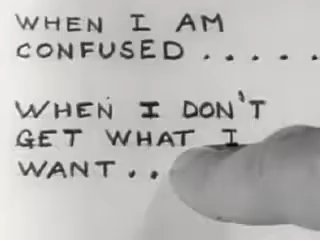 WHEN I AM
CONFUSED .....
WHEN I DON'T
GET WHAT I
WANT..